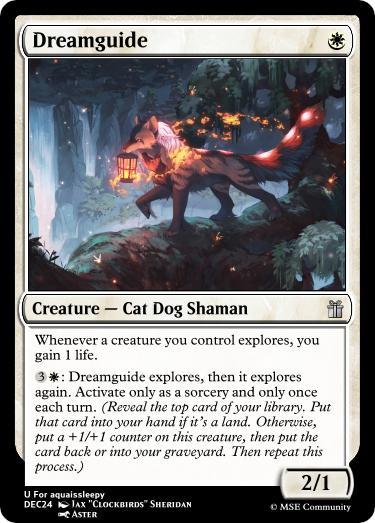 Dreamguide
Creature — Cat Dog Shaman
Whenever a creature you control explores, you
gain 1 life.
3: Dreamguide explores, then it explores
again. Activate only as a sorcery and only once
each turn. (Reveal the top card of your library. Put
that card into your hand if it's a land. Otherwise,
put a +1/+1 counter on this creature, then put the
card back or into your graveyard. Then repeat this
process.)
2/1
U For aquaissleepy
DEC24 Jax "Clockbirds" Sheridan
Aster
© MSE Community